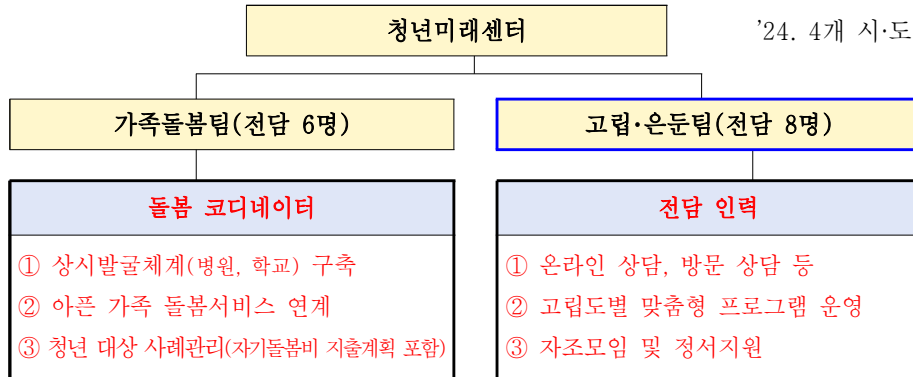 청년미래센터
'24. 4개 시·도
가족돌봄팀(전담 6명)
고립·은둔팀(전담 8명)
돌봄 코디네이터
① 상시발굴체계(병원, 학교) 구축
② 아픈 가족 돌봄서비스 연계
③ 청년 대상 사례관리(자기돌봄비 지출계획 포함)
전담 인력
① 온라인 상담, 방문 상담 등
② 고립도별 맞춤형 프로그램 운영
③ 자조모임 및 정서지원